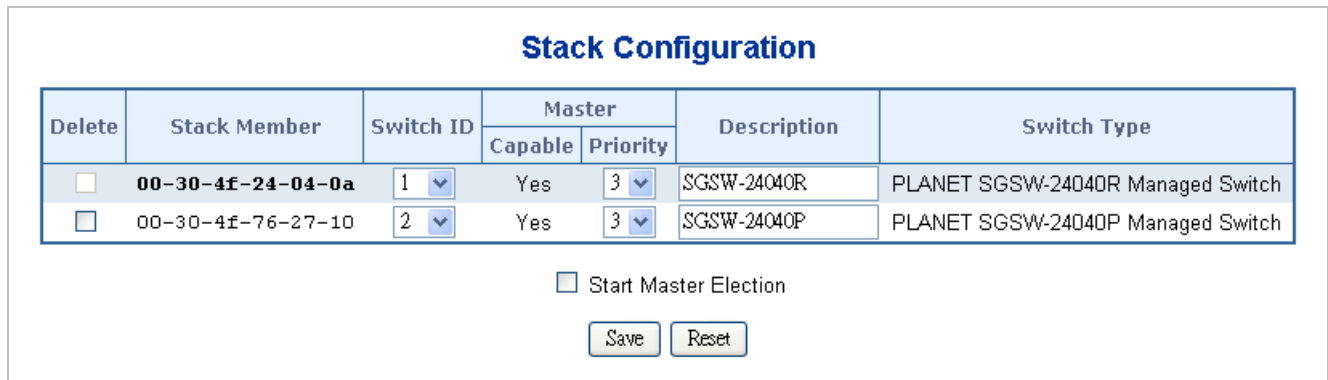 Stack Configuration
Delete Stack Member Switch ID Master Description Switch Type
Capable Priority
00-30-4f-24-04-0a 1 Yes 3 SGSW-24040R PLANET SGSW-24040R Managed Switch
00-30-4f-76-27-10 2 Yes 3 SGSW-24040P PLANET SGSW-24040P Managed Switch
Start Master Election
Save Reset